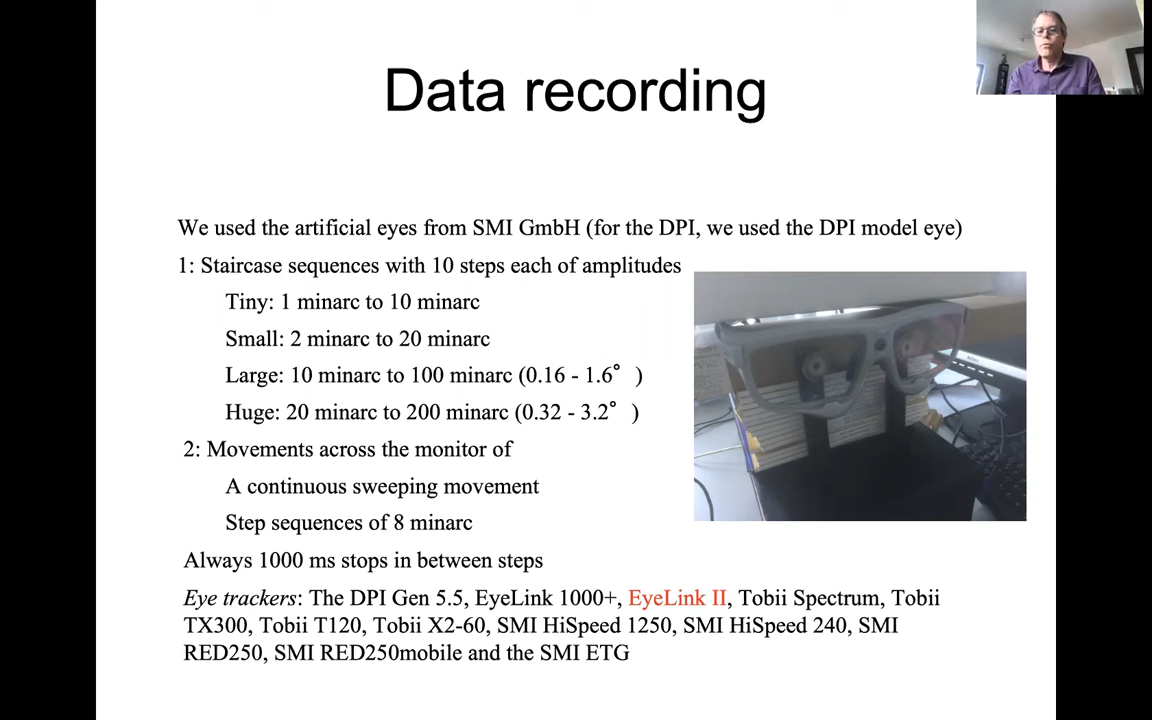 Data recording
We used the artificial eyes from SMI GmbH (for the DPI, we used the DPI model eye)
1: Staircase sequences with 10 steps each of amplitudes
Tiny: 1 minarc to 10 minarc
Small: 2 minarc to 20 minarc
Large: 10 minarc to 100 minarc (0.16 - 1.6° )
Huge: 20 minarc to 200 minarc (0.32 - 3.2° )
2: Movements across the monitor of
A continuous sweeping movement
Step sequences of 8 minarc
Always 1000 ms stops in between steps
Eye trackers: The DPI Gen 5.5, EyeLink 1000+, EyeLink II, Tobii Spectrum, Tobii
TX300, Tobii T120, Tobii X2-60, SMI HiSpeed 1250, SMI HiSpeed 240, SMI
RED250, SMI RED250mobile and the SMI ETG